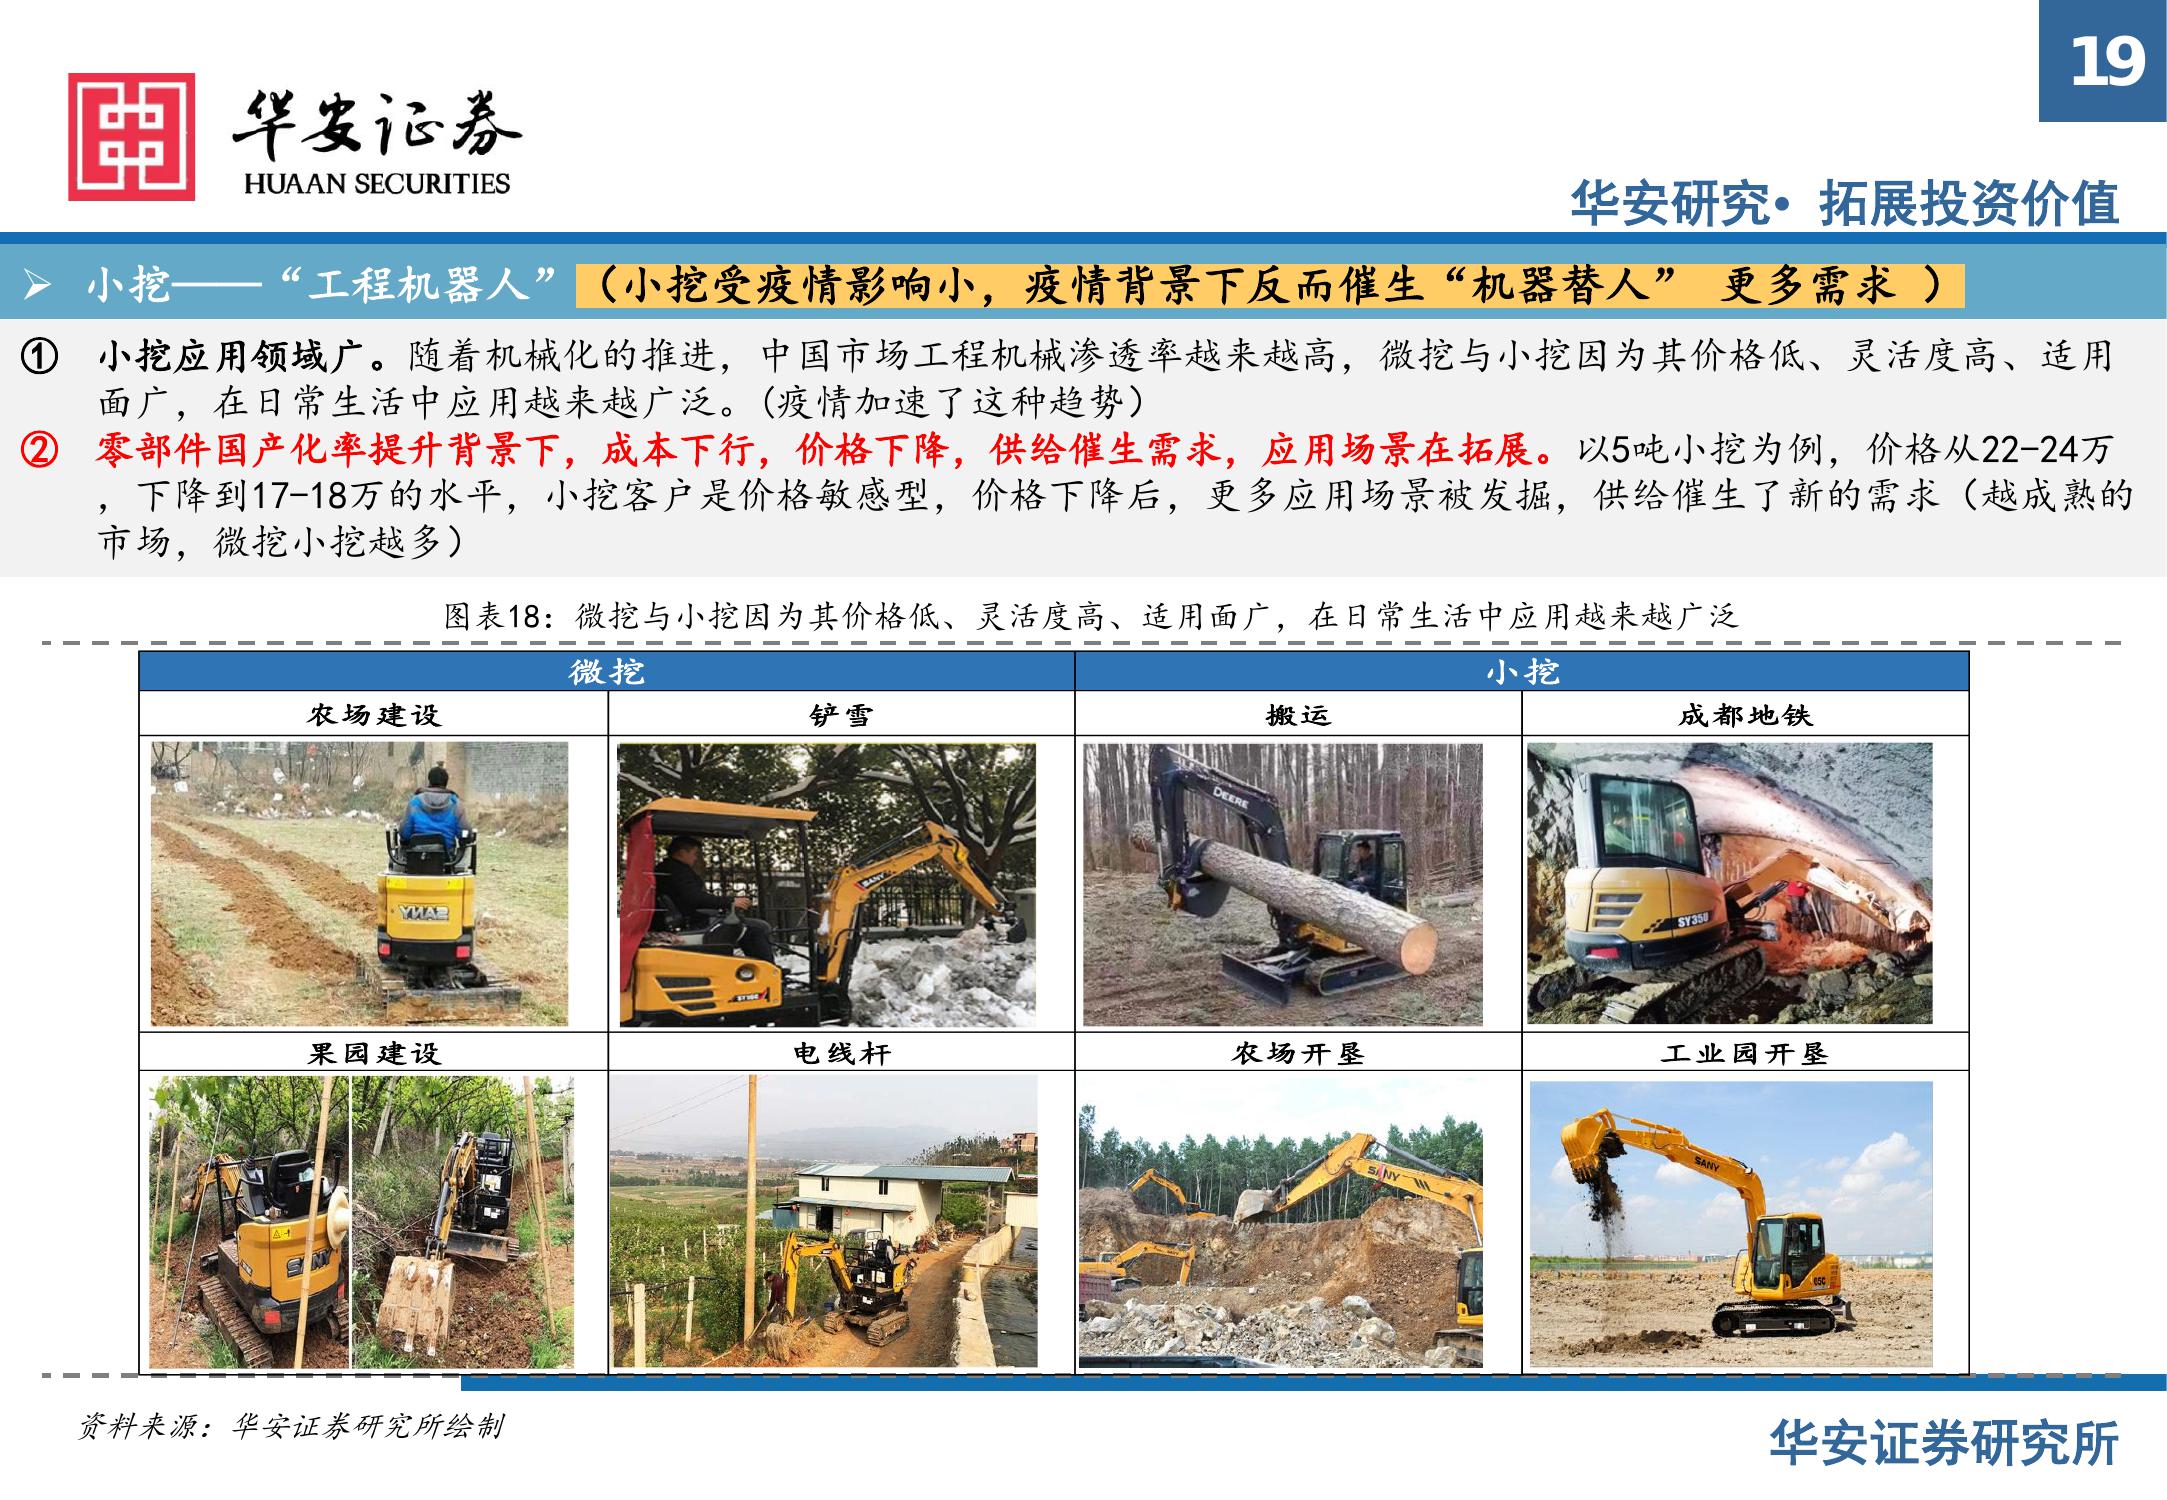 19
华安证券
HUAAN SECURITIES
华安研究• 拓展投资价值
➢ 小挖——“工程机器人”（小挖受疫情影响小，疫情背景下反而催生“机器替人” 更多需求 ）
① 小挖应用领域广。随着机械化的推进，中国市场工程机械渗透率越来越高，微挖与小挖因为其价格低、灵活度高、适用
面广，在日常生活中应用越来越广泛。(疫情加速了这种趋势）
② 零部件国产化率提升背景下，成本下行，价格下降，供给催生需求，应用场景在拓展。以5吨小挖为例，价格从22-24万
，下降到17-18万的水平，小挖客户是价格敏感型，价格下降后，更多应用场景被发掘，供给催生了新的需求（越成熟的
市场，微挖小挖越多）
图表18：微挖与小挖因为其价格低、灵活度高、适用面广，在日常生活中应用越来越广泛
微挖 小挖
农场建设 铲雪 搬运 成都地铁
SANY
SANY
DEERE
SY35U
果园建设 电线杆 农场开垦 工业园开垦
SANY
SANY
SANY
65C
资料来源：华安证券研究所绘制
华安证券研究所